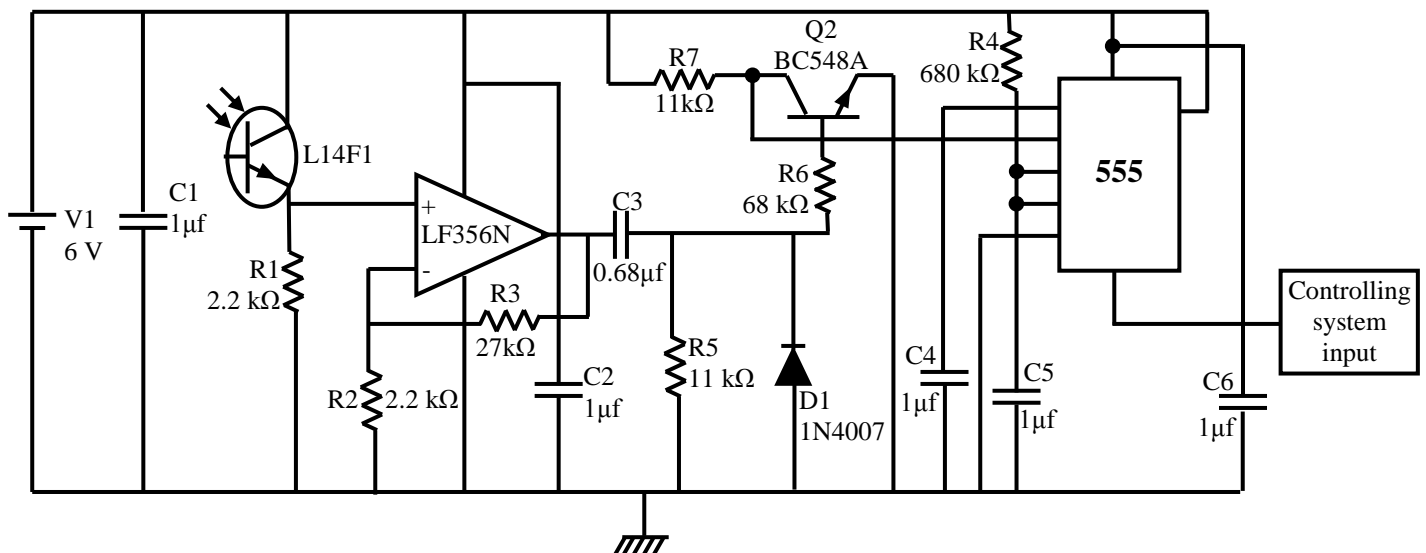 V1
6 V
C1
1μf
L14F1
R1
2.2 kΩ
+
LF356N
-
R2
2.2 kΩ
R3
27kΩ
C2
1μf
C3
0.68μf
R5
11 kΩ
D1
1N4007
R7
11kΩ
Q2
BC548A
R6
68 kΩ
R4
680 kΩ
555
C4
1μf
C5
1μf
C6
1μf
Controlling
system
input